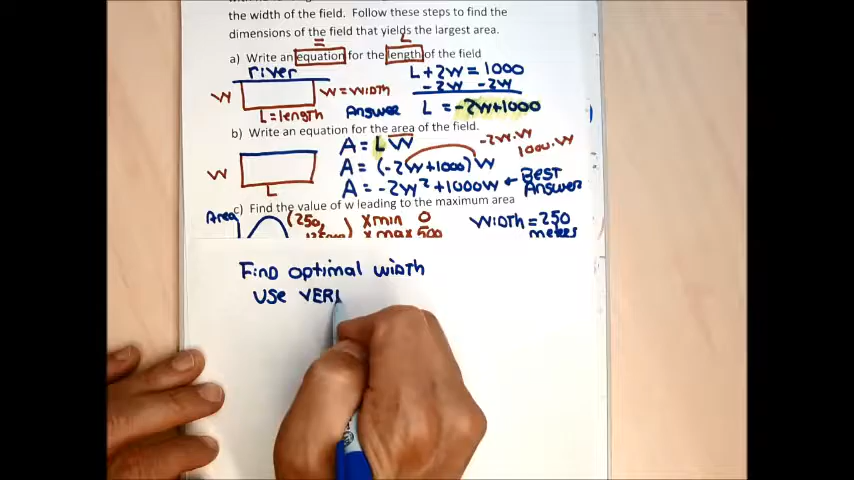 the width of the field. Follow these steps to find the
dimensions of the field that yields the largest area.
= L
a) Write an equation for the length of the field
river L + 2W = 1000
W W = WIDTH - 2W - 2W
L = length Answer L = -2W+1000
b) Write an equation for the area of the field.
A = LW -2W·W
1000·W
W A = (-2W+1000)W
L A = -2W² + 1000W ← BEST Answer
c) Find the value of w leading to the maximum area
Area (250, Xmin 0 WIDTH = 250
) Xmax 500 meters
FinD optimal wiDTH
USe VER